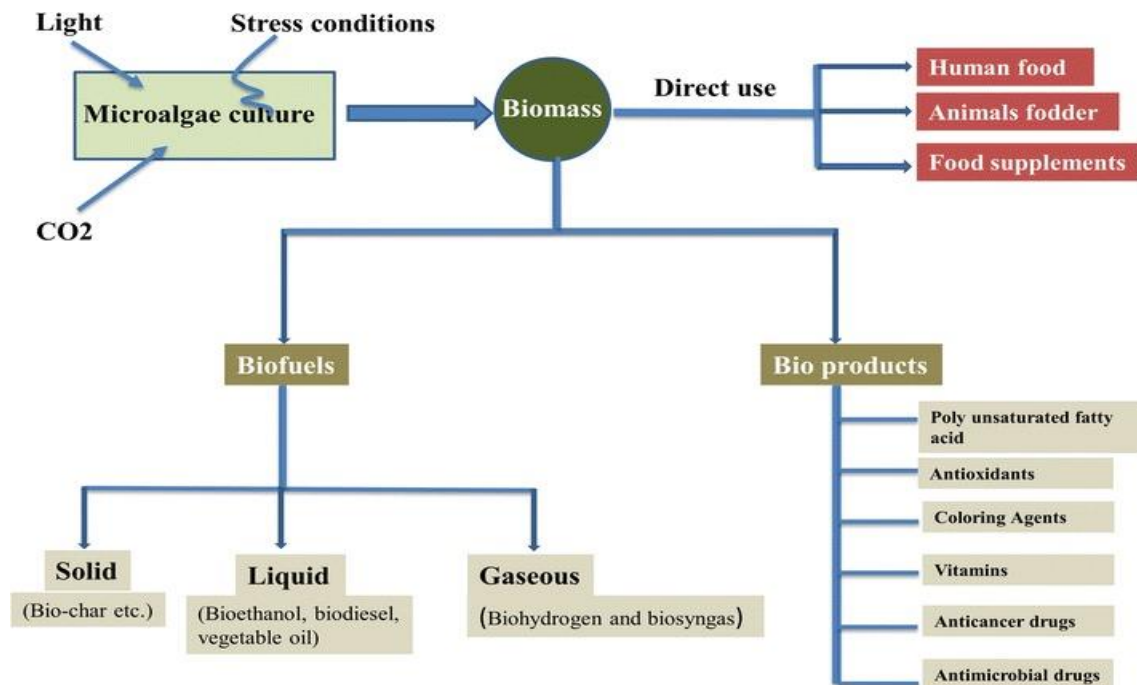 Light
Stress conditions
Microalgae culture
CO2
Biomass
Direct use
Human food
Animals fodder
Food supplements
Biofuels
Bio products
Solid
(Bio-char etc.)
Liquid
(Bioethanol, biodiesel,
vegetable oil)
Gaseous
(Biohydrogen and biosyngas)
Poly unsaturated fatty
acid
Antioxidants
Coloring Agents
Vitamins
Anticancer drugs
Antimicrobial drugs